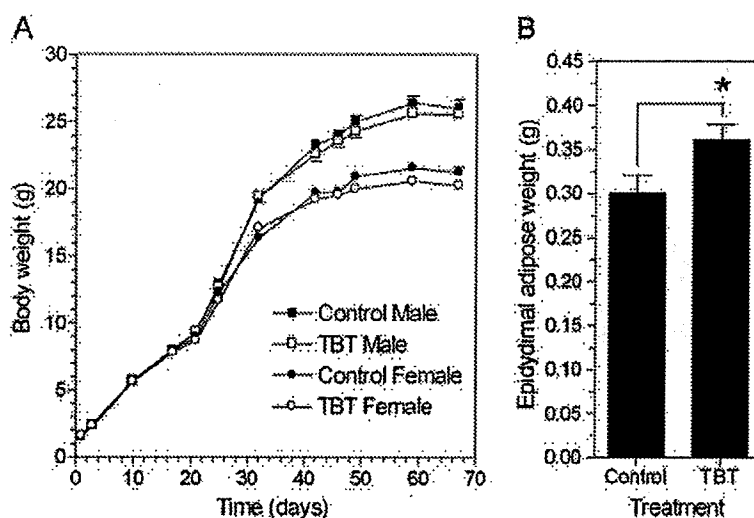 A
30
25
20
15
10
5
0
Body weight (g)
0 10 20 30 40 50 60 70
Time (days)
Control Male
TBT Male
Control Female
TBT Female
B
0.45
0.40
0.35
0.30
0.25
0.20
0.15
0.10
0.05
0.00
Epidydimal adipose weight (g)
*
Control TBT
Treatment